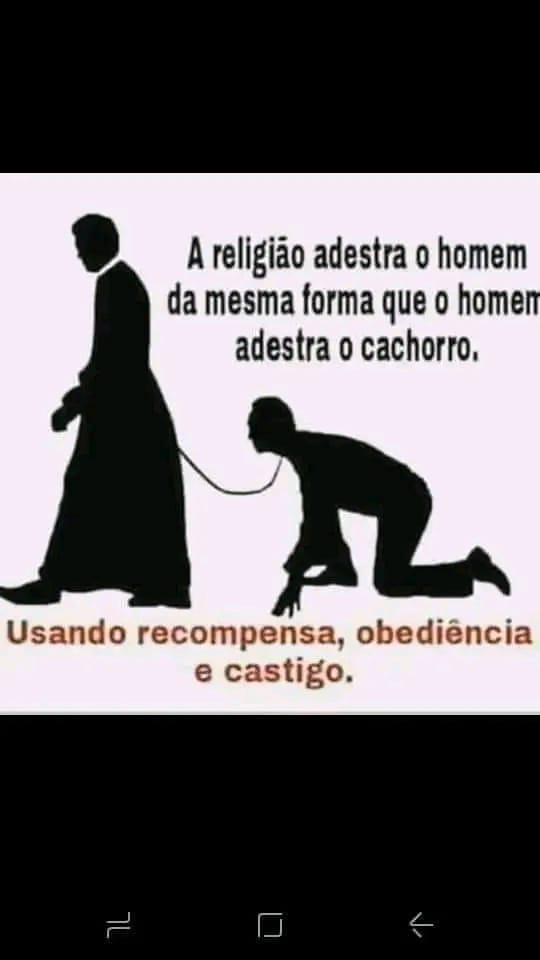 A religião adestra o homem
da mesma forma que o homem
adestra o cachorro.
Usando recompensa, obediência
e castigo.